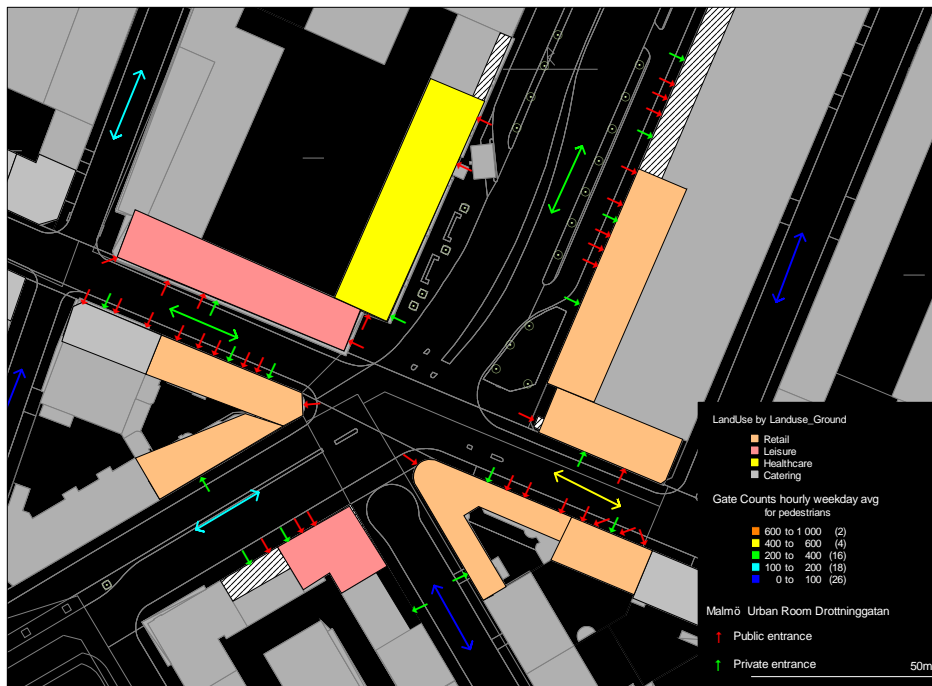 LandUse by Landuse_Ground
Retail
Leisure
Healthcare
Catering
Gate Counts hourly weekday avg
for pedestrians
600 to 1 000 (2)
400 to 600 (4)
200 to 400 (16)
100 to 200 (18)
0 to 100 (26)
Malmö Urban Room Drottninggatan
Public entrance
Private entrance
50m